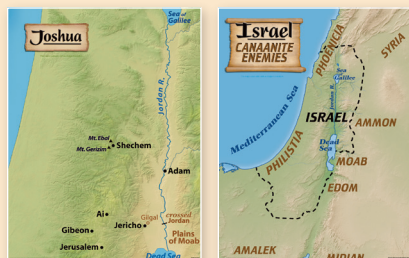 Joshua
Sea of
Galilee
Jordan R.
Mt. Ebal
Mt. Gerizim
Shechem
Adam
Ai
Gilgal
crossed
Jordan
Gibeon
Jericho
Plains
of Moab
Jerusalem
Dead Sea
Israel
CANAANITE
ENEMIES
PHOENICIA
SYRIA
Sea
of
Galilee
Mediterranean Sea
Jordan R.
ISRAEL
AMMON
PHILISTIA
Dead
Sea
MOAB
EDOM
AMALEK
MIDIAN